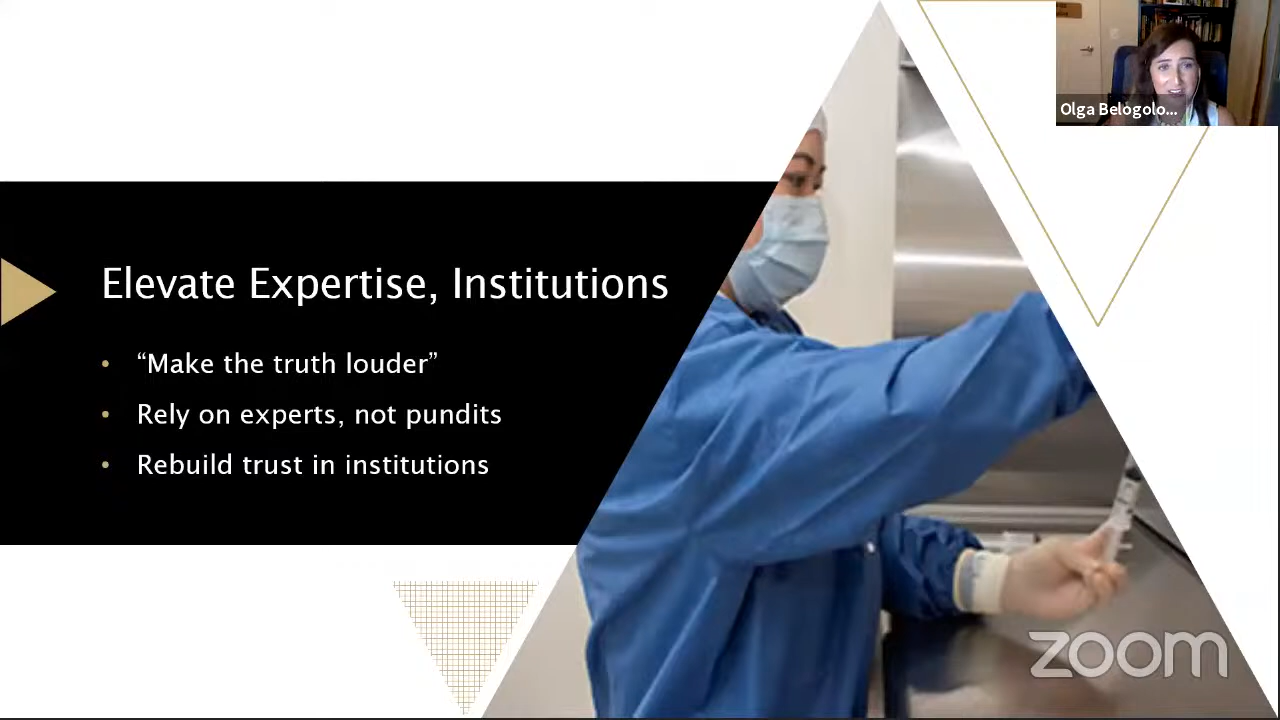 Olga Belogolo...
Elevate Expertise, Institutions
“Make the truth louder”
Rely on experts, not pundits
Rebuild trust in institutions
zoom